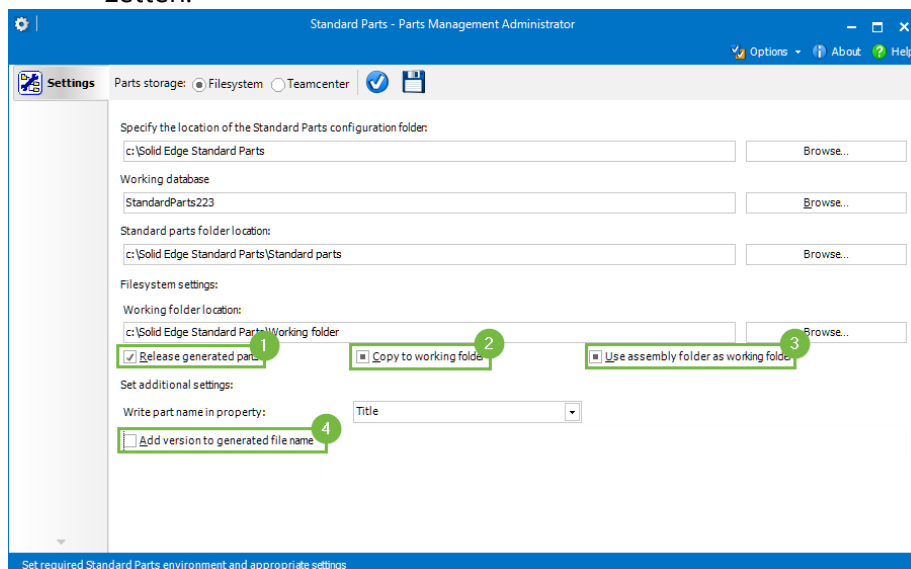 Standard Parts - Parts Management Administrator
Options About Help
Settings Parts storage: Filesystem Teamcenter
Specify the location of the Standard Parts configuration folder:
c:\Solid Edge Standard Parts Browse...
Working database
StandardParts223 Browse...
Standard parts folder location:
c:\Solid Edge Standard Parts\Standard parts Browse...
Filesystem settings:
Working folder location:
c:\Solid Edge Standard Parts\Working folder Browse...
1 2 3
Release generated parts Copy to working folder Use assembly folder as working folder
Set additional settings:
Write part name in property: Title
4
Add version to generated file name
Set required Standard Parts environment and appropriate settings